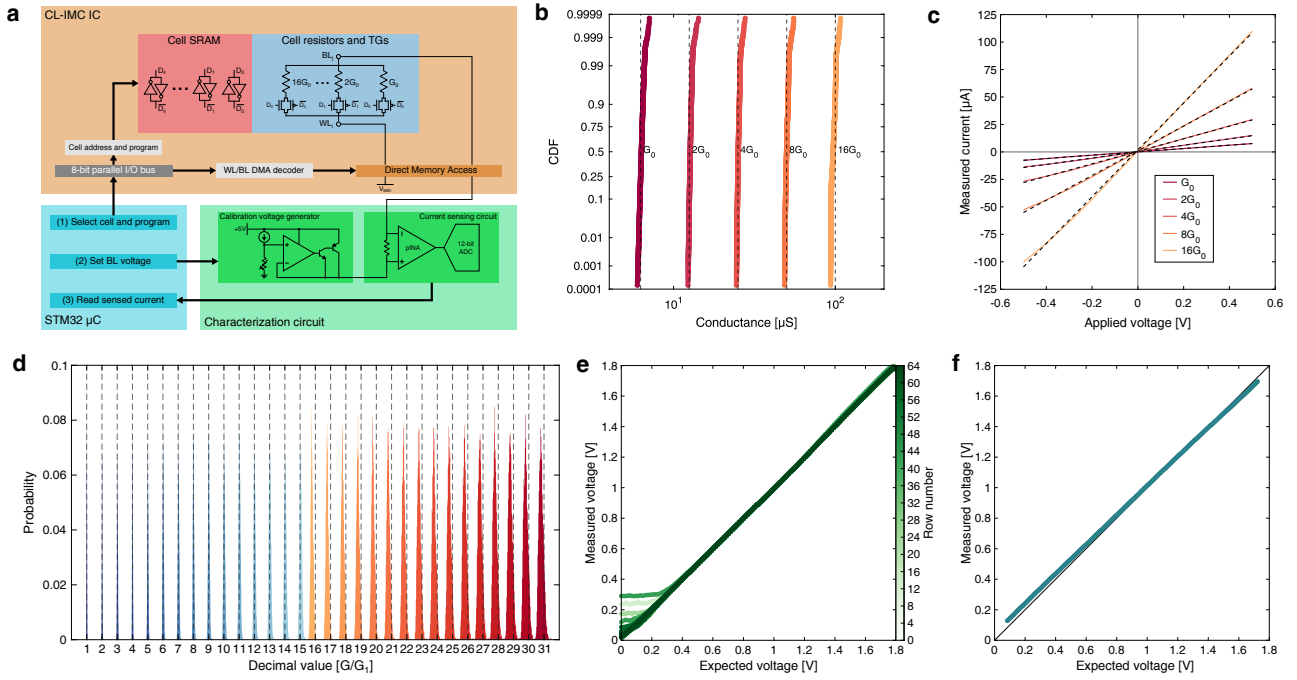 a
CL-IMC IC
Cell SRAM
Cell resistors and TGs
BL₁
16G₀ ··· 2G₀ G₀
WL₁
Cell address and program
8-bit parallel I/O bus
WL/BL DMA decoder
Direct Memory Access
(1) Select cell and program
(2) Set BL voltage
(3) Read sensed current
STM32 µC
Calibration voltage generator
+5V
Current sensing circuit
pINA
12-bit
ADC
Characterization circuit
b
CDF
0.9999
0.999
0.99
0.9
0.75
0.5
0.25
0.1
0.01
0.001
0.0001
G₀ 2G₀ 4G₀ 8G₀ 16G₀
10¹ 10²
Conductance [µS]
c
Measured current [µA]
125
100
75
50
25
0
-25
-50
-75
-100
-125
G₀
2G₀
4G₀
8G₀
16G₀
-0.6 -0.4 -0.2 0 0.2 0.4 0.6
Applied voltage [V]
d
Probability
0.1
0.08
0.06
0.04
0.02
0
1 2 3 4 5 6 7 8 9 10 11 12 13 14 15 16 17 18 19 20 21 22 23 24 25 26 27 28 29 30 31
Decimal value [G/G₁]
e
Measured voltage [V]
1.8
1.6
1.4
1.2
1
0.8
0.6
0.4
0.2
0
0 0.2 0.4 0.6 0.8 1 1.2 1.4 1.6 1.8
Expected voltage [V]
64
60
56
52
48
44
40
36
32
28
24
20
16
12
8
4
0
Row number
f
Measured voltage [V]
1.8
1.6
1.4
1.2
1
0.8
0.6
0.4
0.2
0
0 0.2 0.4 0.6 0.8 1 1.2 1.4 1.6 1.8
Expected voltage [V]